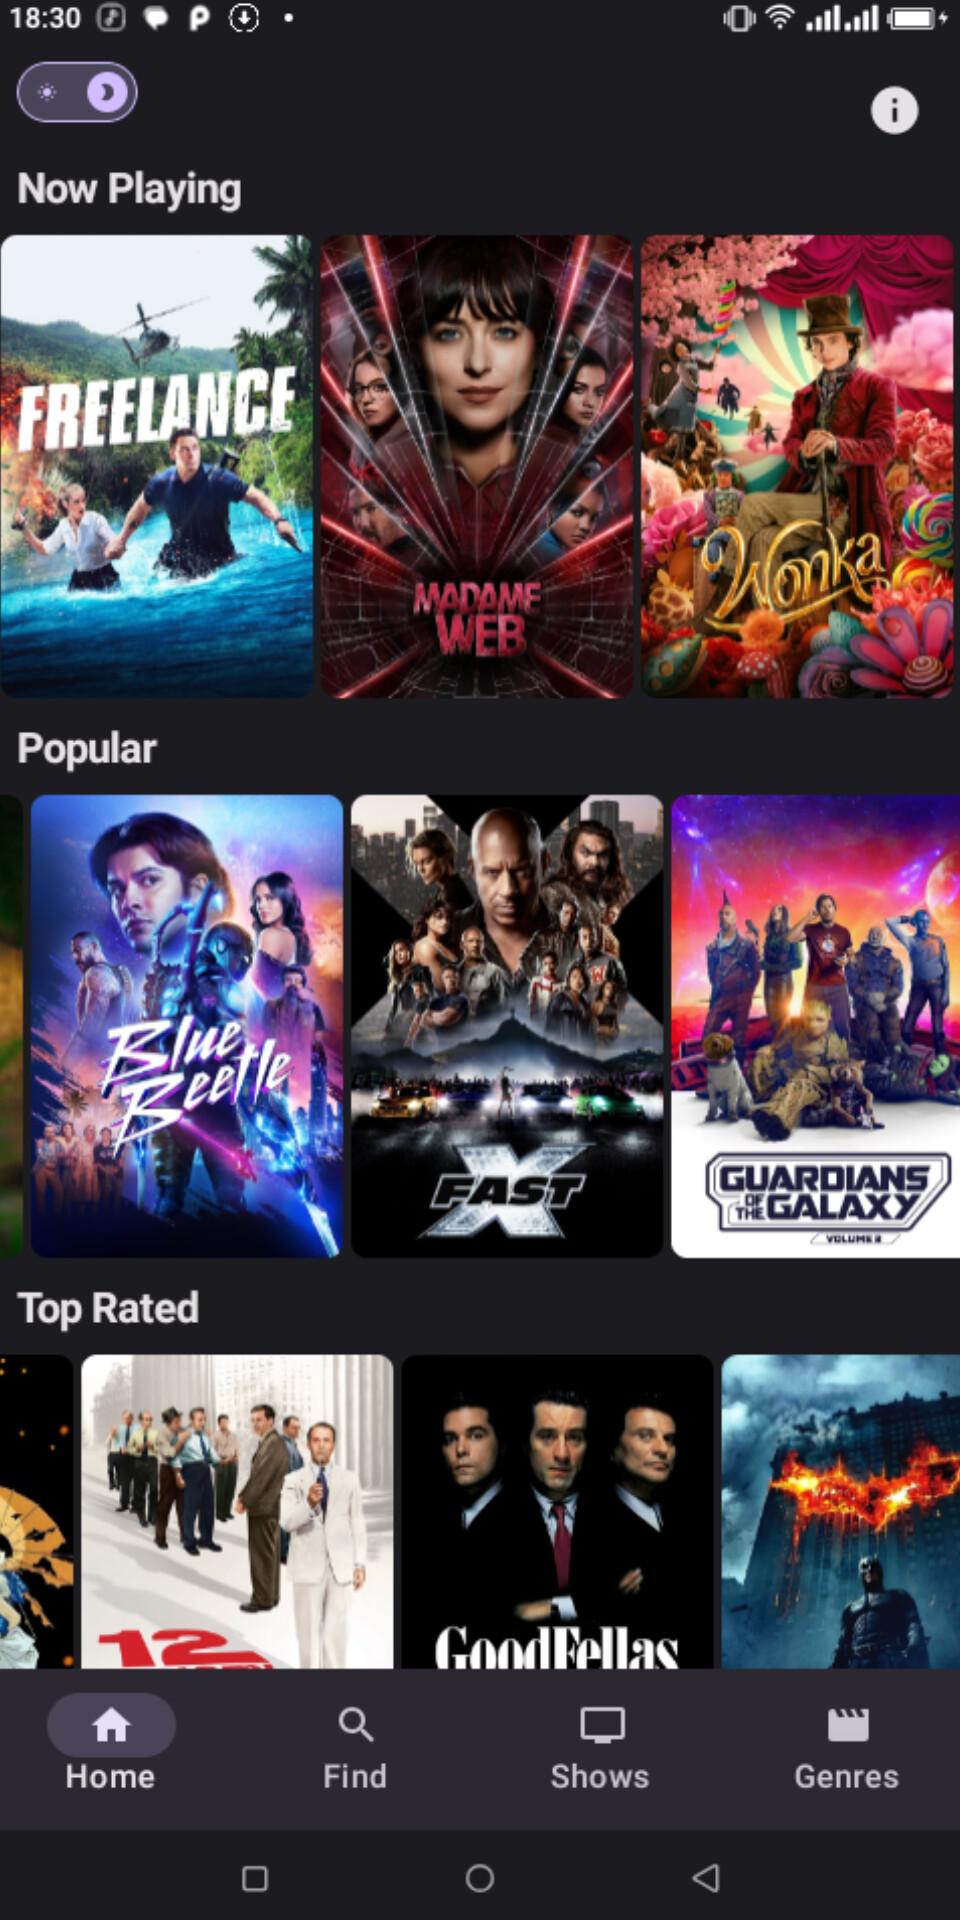 18:30
Now Playing
FREELANCE
MADAME
WEB
Wonka
Popular
Blue
Beetle
FAST
X
GUARDIANS
OF
THE GALAXY
VOLUME 3
Top Rated
12
GoodFellas
Home
Find
Shows
Genres